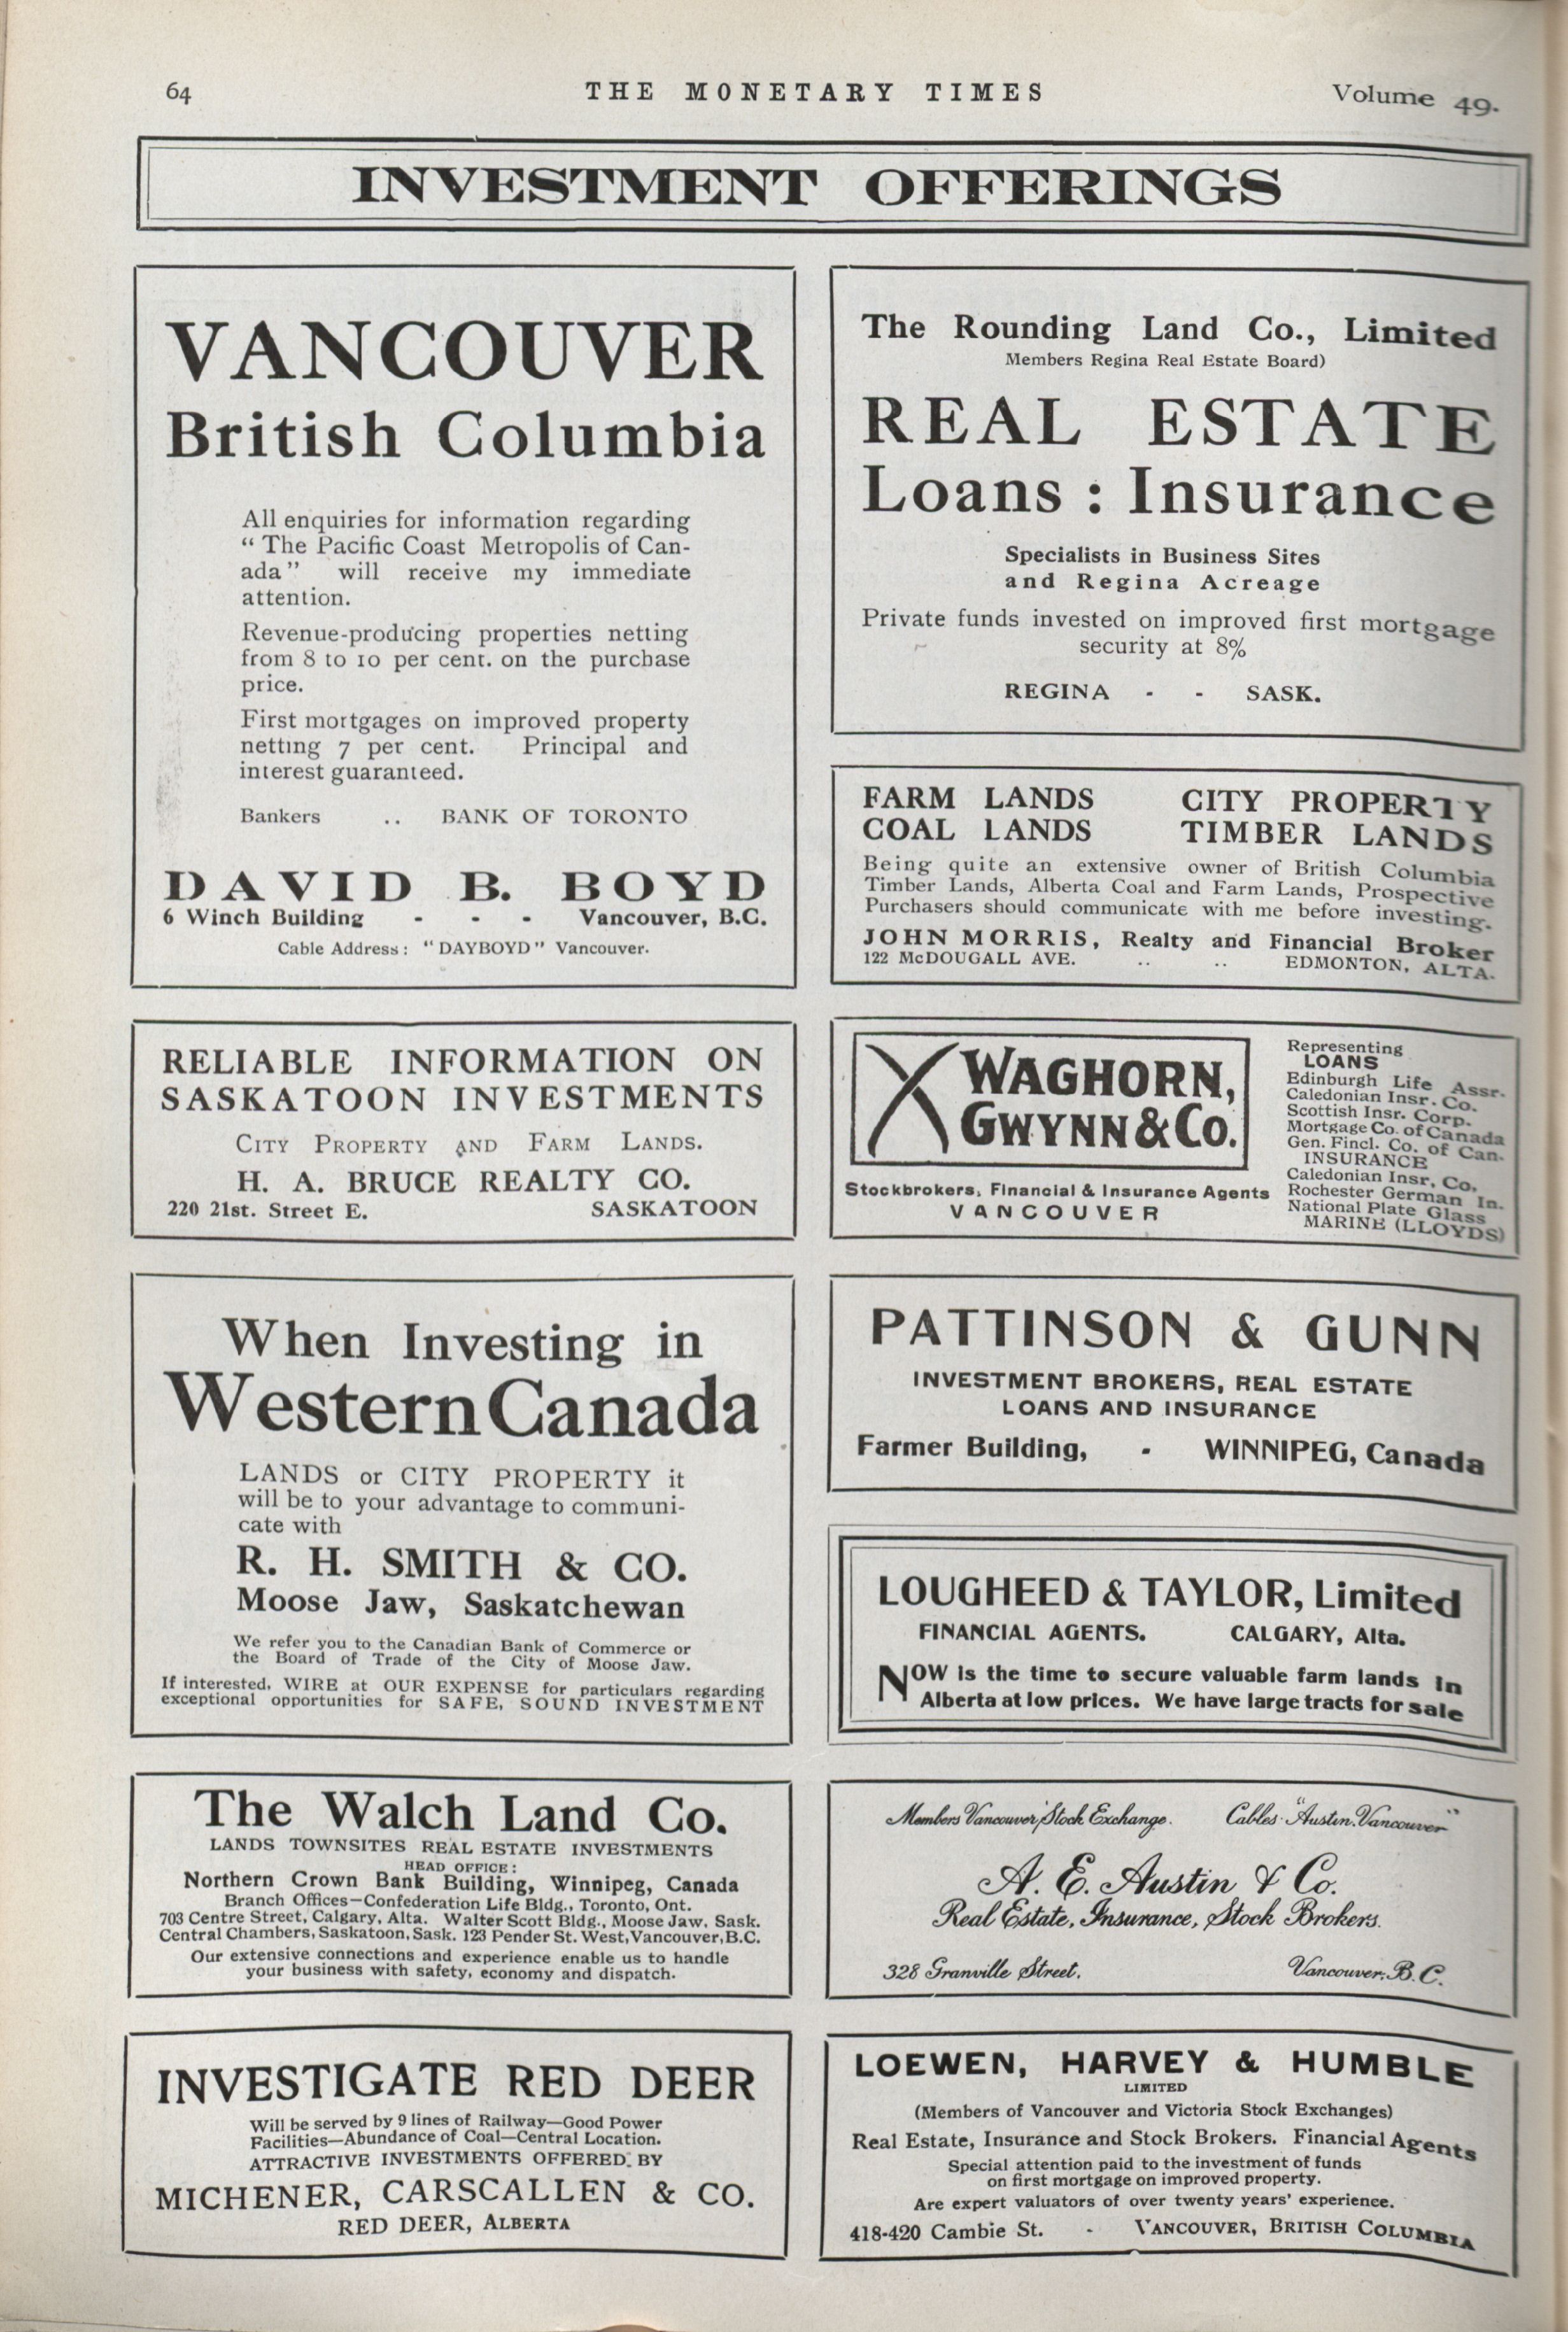 64
THE MONETARY TIMES
Volume 49.
INVESTMENT OFFERINGS
VANCOUVER
British Columbia
All enquiries for information regarding
“ The Pacific Coast Metropolis of Can-
ada” will receive my immediate
attention.
Revenue-producing properties netting
from 8 to 10 per cent. on the purchase
price.
First mortgages on improved property
netting 7 per cent. Principal and
interest guaranteed.
Bankers .. BANK OF TORONTO
DAVID B. BOYD
6 Winch Building - - - Vancouver, B.C.
Cable Address: “DAYBOYD” Vancouver.
RELIABLE INFORMATION ON
SASKATOON INVESTMENTS
CITY PROPERTY AND FARM LANDS.
H. A. BRUCE REALTY CO.
220 21st. Street E. SASKATOON
When Investing in
Western Canada
LANDS or CITY PROPERTY it
will be to your advantage to communi-
cate with
R. H. SMITH & CO.
Moose Jaw, Saskatchewan
We refer you to the Canadian Bank of Commerce or
the Board of Trade of the City of Moose Jaw.
If interested, WIRE at OUR EXPENSE for particulars regarding
exceptional opportunities for SAFE, SOUND INVESTMENT
The Walch Land Co.
LANDS TOWNSITES REAL ESTATE INVESTMENTS
HEAD OFFICE:
Northern Crown Bank Building, Winnipeg, Canada
Branch Offices—Confederation Life Bldg., Toronto, Ont.
703 Centre Street, Calgary, Alta. Walter Scott Bldg., Moose Jaw, Sask.
Central Chambers, Saskatoon, Sask. 123 Pender St. West, Vancouver, B.C.
Our extensive connections and experience enable us to handle
your business with safety, economy and dispatch.
INVESTIGATE RED DEER
Will be served by 9 lines of Railway—Good Power
Facilities—Abundance of Coal—Central Location.
ATTRACTIVE INVESTMENTS OFFERED BY
MICHENER, CARSCALLEN & CO.
RED DEER, ALBERTA
The Rounding Land Co., Limited
Members Regina Real Estate Board)
REAL ESTATE
Loans : Insurance
Specialists in Business Sites
and Regina Acreage
Private funds invested on improved first mortgage
security at 8%
REGINA - - SASK.
FARM LANDS CITY PROPERTY
COAL LANDS TIMBER LANDS
Being quite an extensive owner of British Columbia
Timber Lands, Alberta Coal and Farm Lands, Prospective
Purchasers should communicate with me before investing.
JOHN MORRIS, Realty and Financial Broker
122 McDOUGALL AVE. .. .. EDMONTON, ALTA.
WAGHORN,
GWYNN & Co.
Stockbrokers, Financial & Insurance Agents
VANCOUVER
Representing
LOANS
Edinburgh Life Assr.
Caledonian Insr. Co.
Scottish Insr. Corp.
Mortgage Co. of Canada
Gen. Fincl. Co. of Can.
INSURANCE
Caledonian Insr. Co.
Rochester German In.
National Plate Glass
MARINE (LLOYDS)
PATTINSON & GUNN
INVESTMENT BROKERS, REAL ESTATE
LOANS AND INSURANCE
Farmer Building, - WINNIPEG, Canada
LOUGHEED & TAYLOR, Limited
FINANCIAL AGENTS. CALGARY, Alta.
NOW is the time to secure valuable farm lands in
Alberta at low prices. We have large tracts for sale
Members Vancouver Stock Exchange. Cables: “Austin, Vancouver”
A. E. Austin & Co.
Real Estate, Insurance, Stock Brokers.
328 Granville Street. Vancouver, B.C.
LOEWEN, HARVEY & HUMBLE
LIMITED
(Members of Vancouver and Victoria Stock Exchanges)
Real Estate, Insurance and Stock Brokers. Financial Agents
Special attention paid to the investment of funds
on first mortgage on improved property.
Are expert valuators of over twenty years’ experience.
418-420 Cambie St. - VANCOUVER, BRITISH COLUMBIA